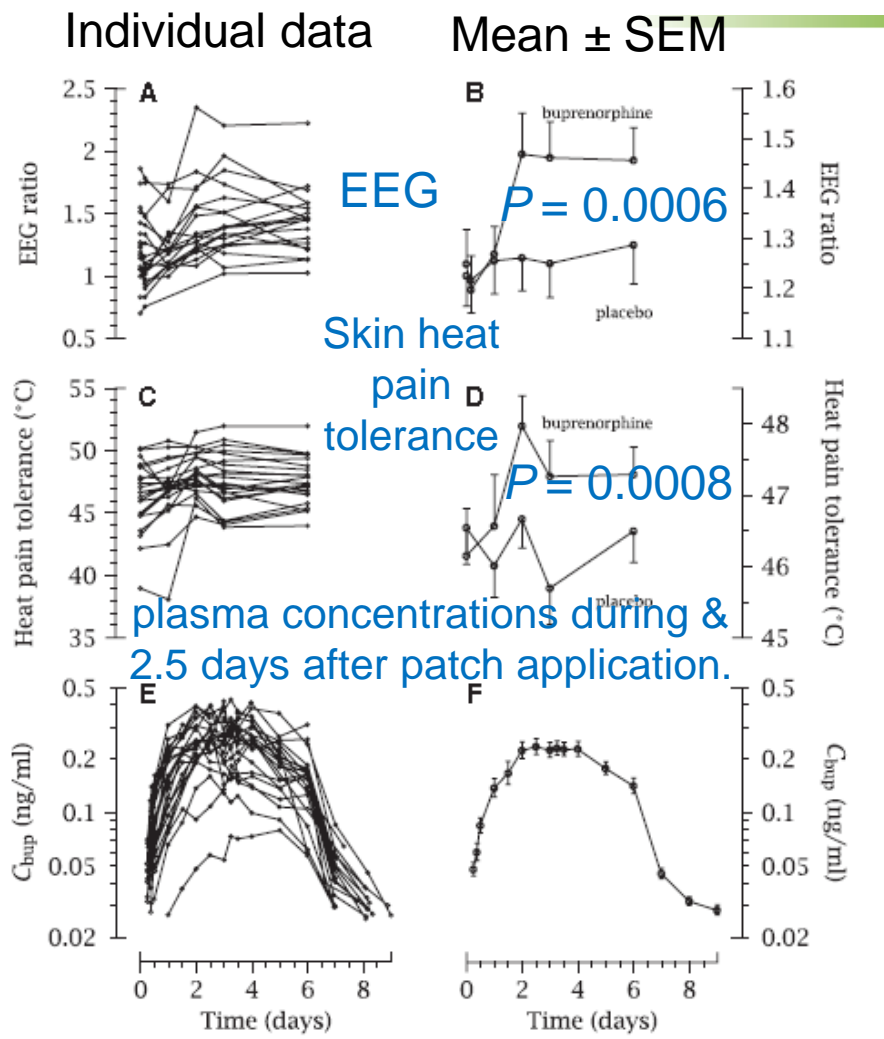 Individual data
Mean ± SEM
A
2.5
2
1.5
1
0.5
EEG ratio
EEG
B
buprenorphine
P = 0.0006
placebo
1.6
1.5
1.4
1.3
1.2
1.1
EEG ratio
Skin heat
pain
tolerance
C
55
50
45
40
35
Heat pain tolerance (°C)
D
buprenorphine
P = 0.0008
placebo
48
47
46
45
Heat pain tolerance (°C)
plasma concentrations during &
2.5 days after patch application.
E
0.5
0.2
0.1
0.05
0.02
Cbup (ng/ml)
F
0.5
0.2
0.1
0.05
0.02
Cbup (ng/ml)
0 2 4 6 8
Time (days)
0 2 4 6 8
Time (days)